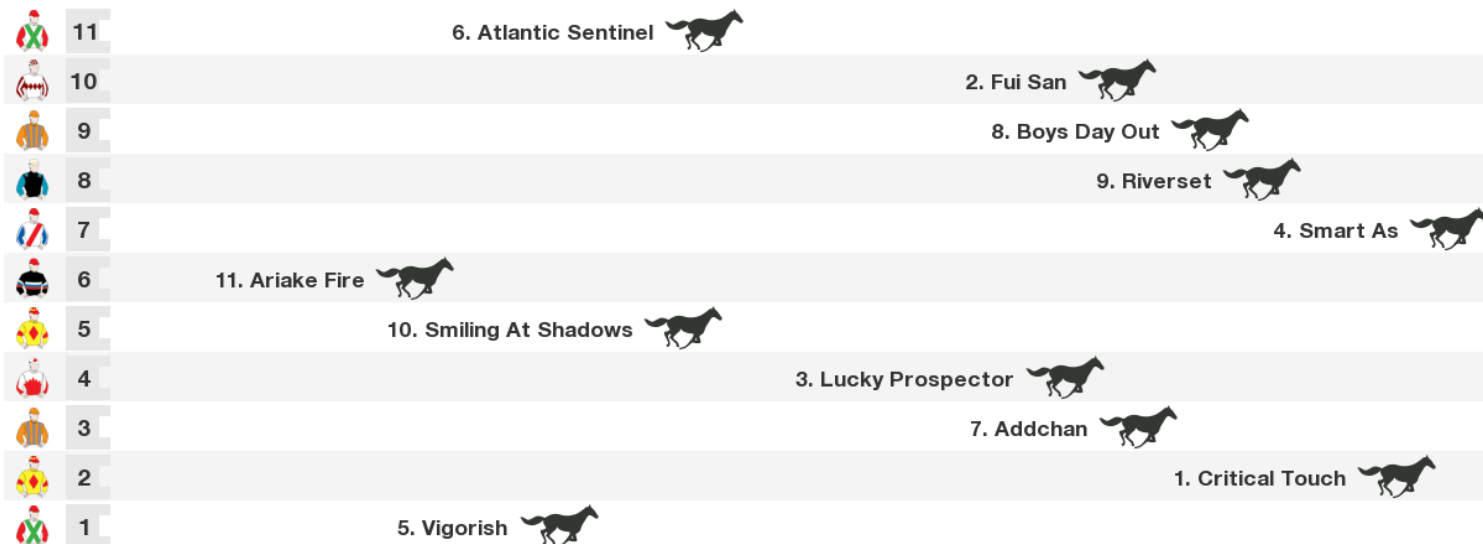 11 6. Atlantic Sentinel
10 2. Fui San
9 8. Boys Day Out
8 9. Riverset
7 4. Smart As
6 11. Ariake Fire
5 10. Smiling At Shadows
4 3. Lucky Prospector
3 7. Addchan
2 1. Critical Touch
1 5. Vigorish